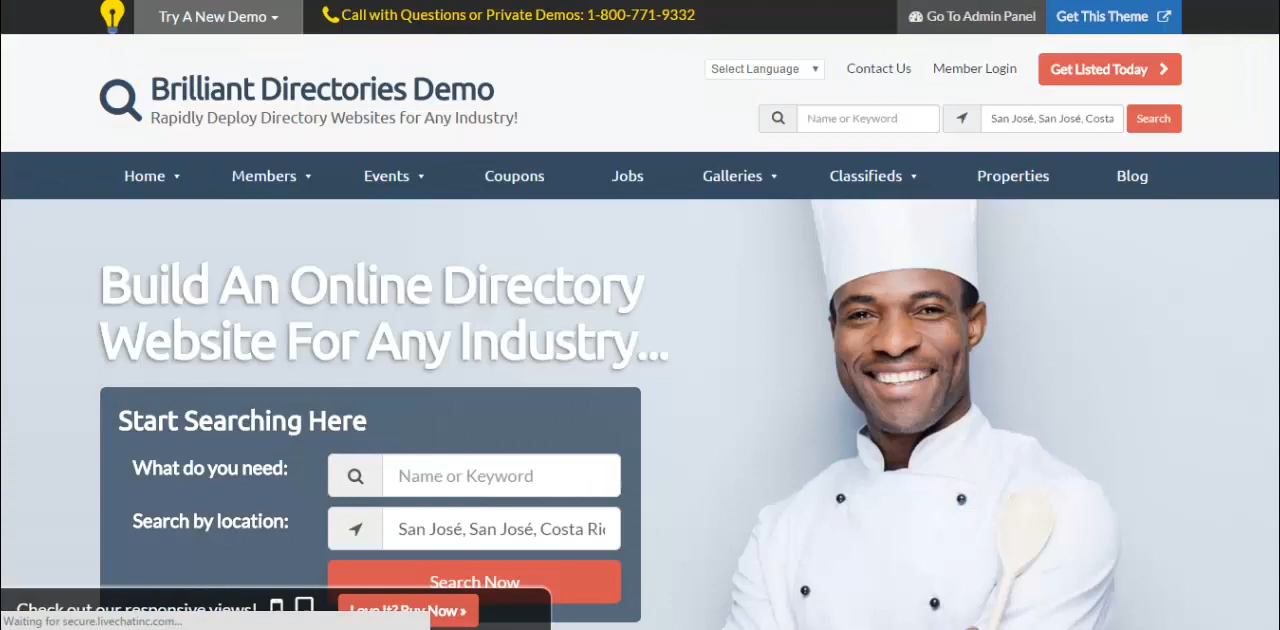 Try A New Demo
Call with Questions or Private Demos: 1-800-771-9332
Go To Admin Panel
Get This Theme
Select Language
Contact Us
Member Login
Get Listed Today
Brilliant Directories Demo
Rapidly Deploy Directory Websites for Any Industry!
Name or Keyword
San José, San José, Costa
Search
Home
Members
Events
Coupons
Jobs
Galleries
Classifieds
Properties
Blog
Build An Online Directory
Website For Any Industry...
Start Searching Here
What do you need:
Name or Keyword
Search by location:
San José, San José, Costa Ri
Search Now
Check out our responsive views!
Love It? Buy Now »
Waiting for secure.livechatinc.com...